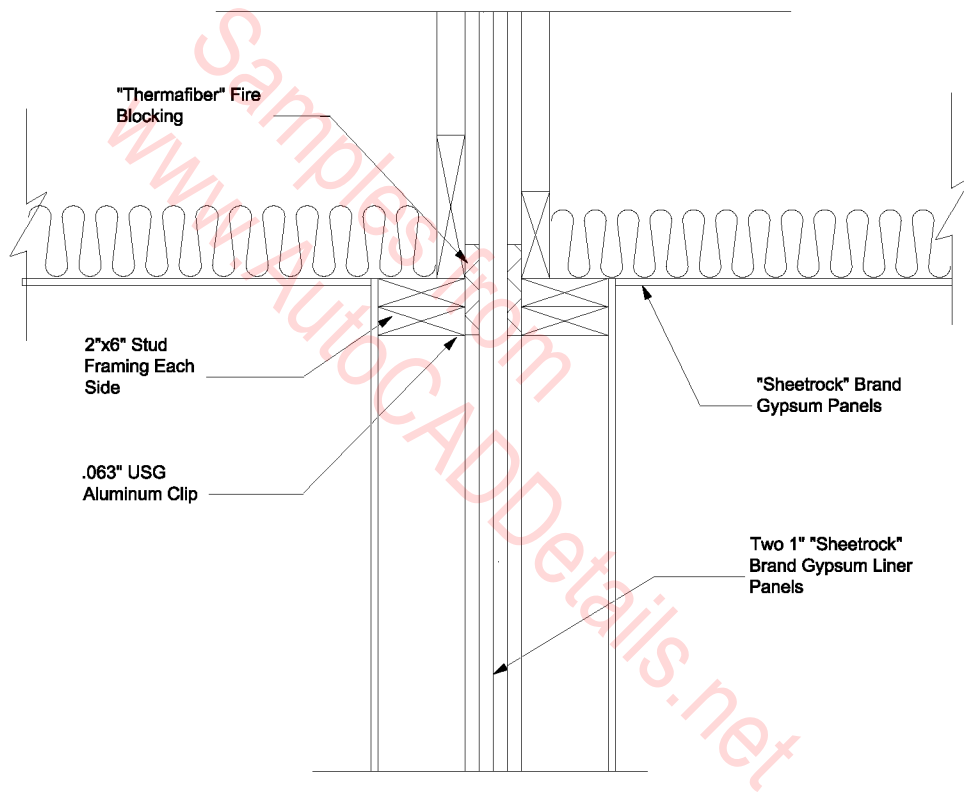 "Thermafiber" Fire
Blocking
2"x6" Stud
Framing Each
Side
.063" USG
Aluminum Clip
"Sheetrock" Brand
Gypsum Panels
Two 1" "Sheetrock"
Brand Gypsum Liner
Panels
Samples from
www.AutoCADDetails.net